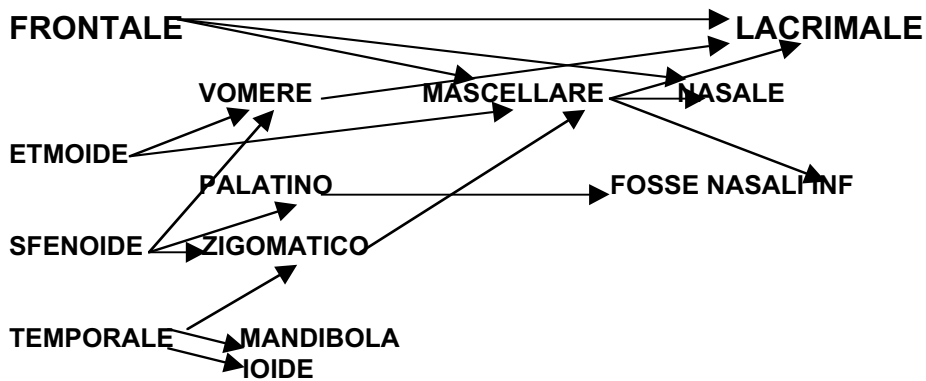 FRONTALE LACRIMALE
VOMERE MASCELLARE NASALE
ETMOIDE
PALATINO FOSSE NASALI INF
SFENOIDE ZIGOMATICO
TEMPORALE MANDIBOLA
IOIDE